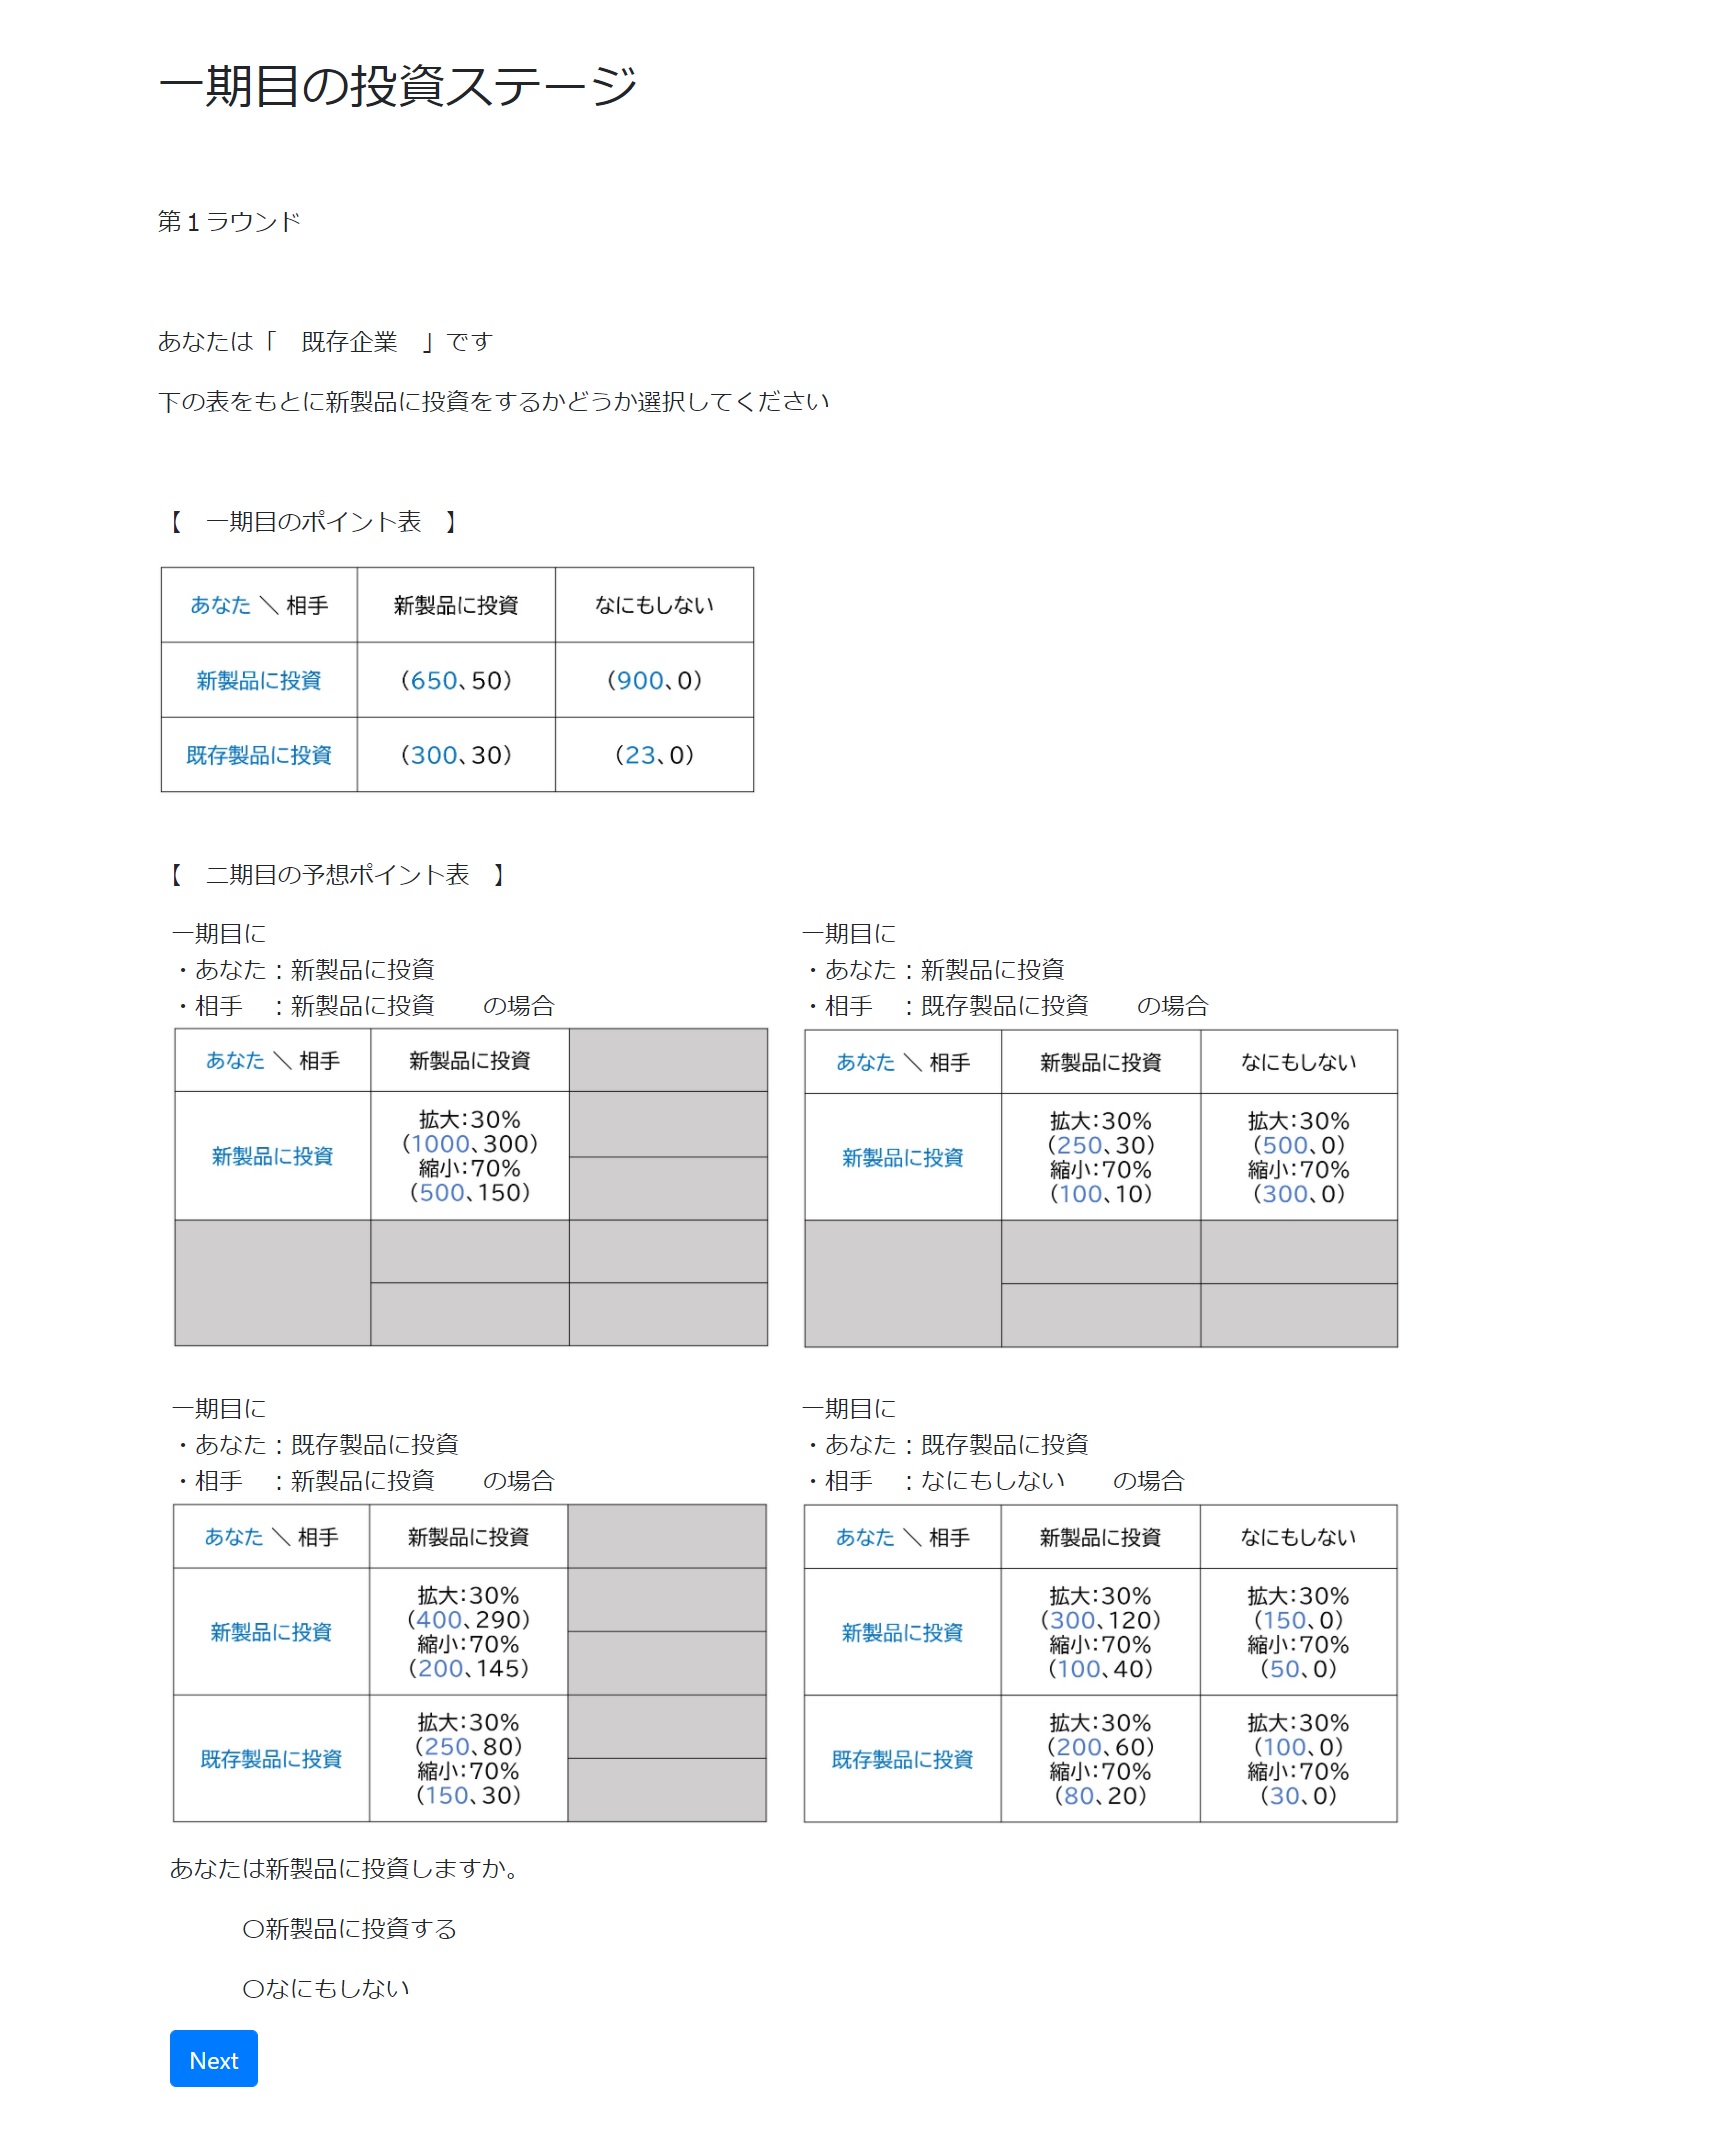 一期目の投資ステージ
第１ラウンド
あなたは「　既存企業　」です
下の表をもとに新製品に投資をするかどうか選択してください
【　一期目のポイント表　】
あなた ＼ 相手 新製品に投資 なにもしない
新製品に投資 （650、50） （900、0）
既存製品に投資 （300、30） （23、0）
【　二期目の予想ポイント表　】
一期目に
・あなた：新製品に投資
・相手　：新製品に投資　　の場合
あなた ＼ 相手 新製品に投資
新製品に投資
拡大：30%
（1000、300）
縮小：70%
（500、150）
一期目に
・あなた：新製品に投資
・相手　：既存製品に投資　　の場合
あなた ＼ 相手 新製品に投資 なにもしない
新製品に投資
拡大：30%
（250、30）
縮小：70%
（100、10）
拡大：30%
（500、0）
縮小：70%
（300、0）
一期目に
・あなた：既存製品に投資
・相手　：新製品に投資　　の場合
あなた ＼ 相手 新製品に投資
新製品に投資
拡大：30%
（400、290）
縮小：70%
（200、145）
既存製品に投資
拡大：30%
（250、80）
縮小：70%
（150、30）
一期目に
・あなた：既存製品に投資
・相手　：なにもしない　　の場合
あなた ＼ 相手 新製品に投資 なにもしない
新製品に投資
拡大：30%
（300、120）
縮小：70%
（100、40）
拡大：30%
（150、0）
縮小：70%
（50、0）
既存製品に投資
拡大：30%
（200、60）
縮小：70%
（80、20）
拡大：30%
（100、0）
縮小：70%
（30、0）
あなたは新製品に投資しますか。
〇新製品に投資する
〇なにもしない
Next